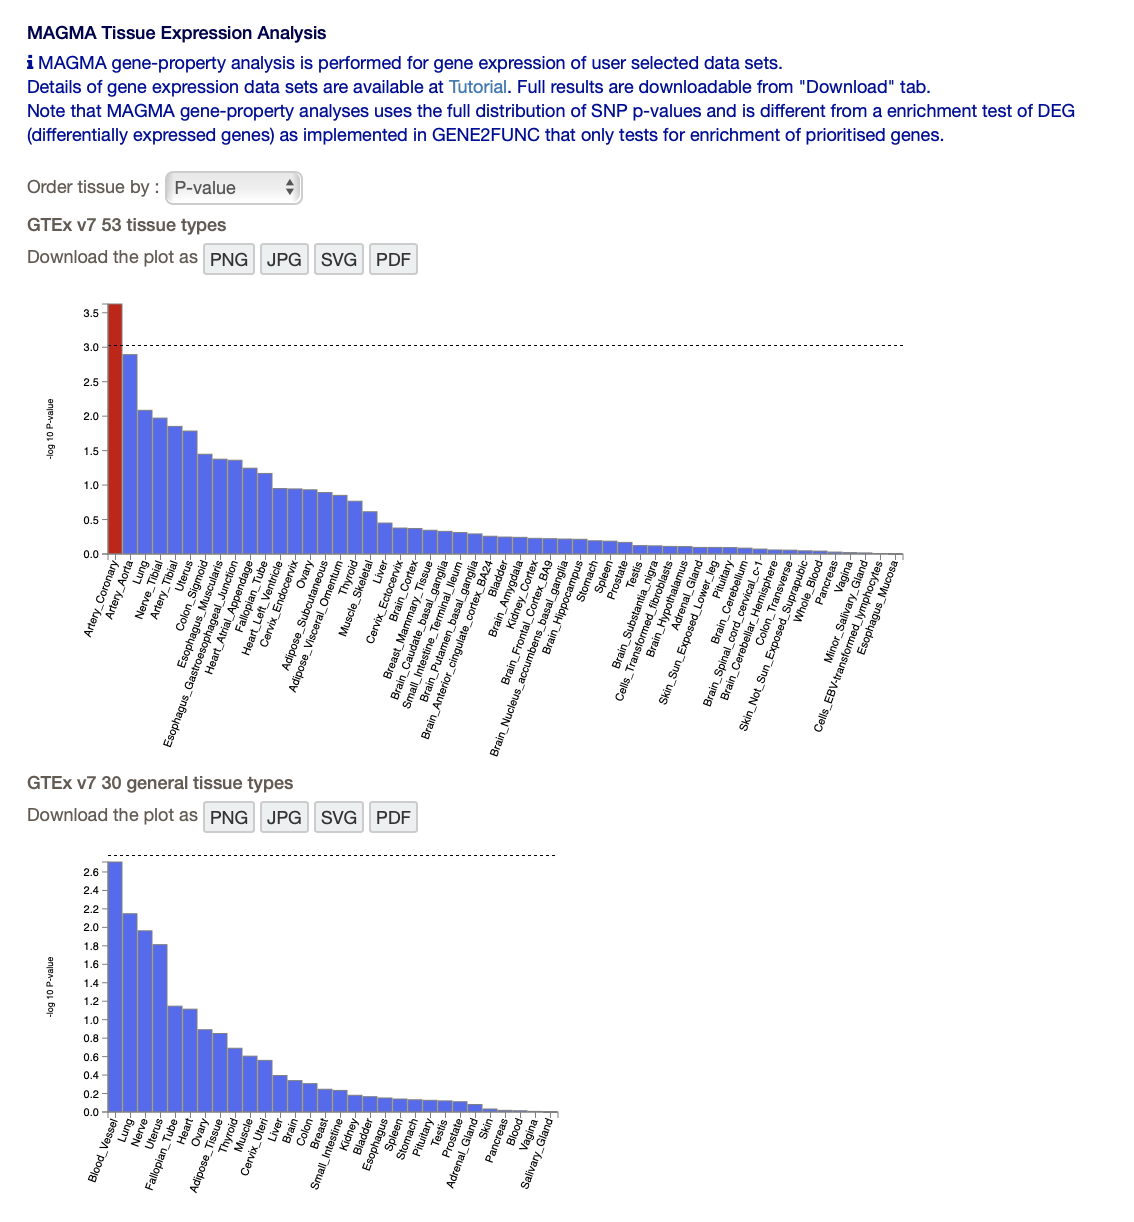 MAGMA Tissue Expression Analysis
i MAGMA gene-property analysis is performed for gene expression of user selected data sets.
Details of gene expression data sets are available at Tutorial. Full results are downloadable from "Download" tab.
Note that MAGMA gene-property analyses uses the full distribution of SNP p-values and is different from a enrichment test of DEG
(differentially expressed genes) as implemented in GENE2FUNC that only tests for enrichment of prioritised genes.
Order tissue by : P-value
GTEx v7 53 tissue types
Download the plot as PNG JPG SVG PDF
3.5
3.0
2.5
2.0
1.5
1.0
0.5
0.0
-log 10 P-value
Artery_Coronary
Artery_Aorta
Lung
Nerve_Tibial
Artery_Tibial
Uterus
Colon_Sigmoid
Esophagus_Muscularis
Esophagus_Gastroesophageal_Junction
Heart_Atrial_Appendage
Fallopian_Tube
Heart_Left_Ventricle
Cervix_Endocervix
Ovary
Adipose_Subcutaneous
Adipose_Visceral_Omentum
Thyroid
Muscle_Skeletal
Liver
Cervix_Ectocervix
Brain_Cortex
Breast_Mammary_Tissue
Brain_Caudate_basal_ganglia
Small_Intestine_Terminal_Ileum
Brain_Putamen_basal_ganglia
Brain_Anterior_cingulate_cortex_BA24
Bladder
Brain_Amygdala
Kidney_Cortex
Brain_Frontal_Cortex_BA9
Brain_Nucleus_accumbens_basal_ganglia
Brain_Hippocampus
Stomach
Spleen
Prostate
Testis
Brain_Substantia_nigra
Cells_Transformed_fibroblasts
Brain_Hypothalamus
Adrenal_Gland
Skin_Sun_Exposed_Lower_leg
Pituitary
Brain_Cerebellum
Brain_Spinal_cord_cervical_c-1
Brain_Cerebellar_Hemisphere
Colon_Transverse
Skin_Not_Sun_Exposed_Suprapubic
Whole_Blood
Pancreas
Vagina
Minor_Salivary_Gland
Cells_EBV-transformed_lymphocytes
Esophagus_Mucosa
GTEx v7 30 general tissue types
Download the plot as PNG JPG SVG PDF
2.6
2.4
2.2
2.0
1.8
1.6
1.4
1.2
1.0
0.8
0.6
0.4
0.2
0.0
-log 10 P-value
Blood_Vessel
Lung
Nerve
Uterus
Fallopian_Tube
Heart
Ovary
Adipose_Tissue
Thyroid
Muscle
Cervix_Uteri
Liver
Brain
Colon
Breast
Small_Intestine
Kidney
Bladder
Esophagus
Spleen
Stomach
Pituitary
Testis
Prostate
Adrenal_Gland
Skin
Pancreas
Blood
Vagina
Salivary_Gland